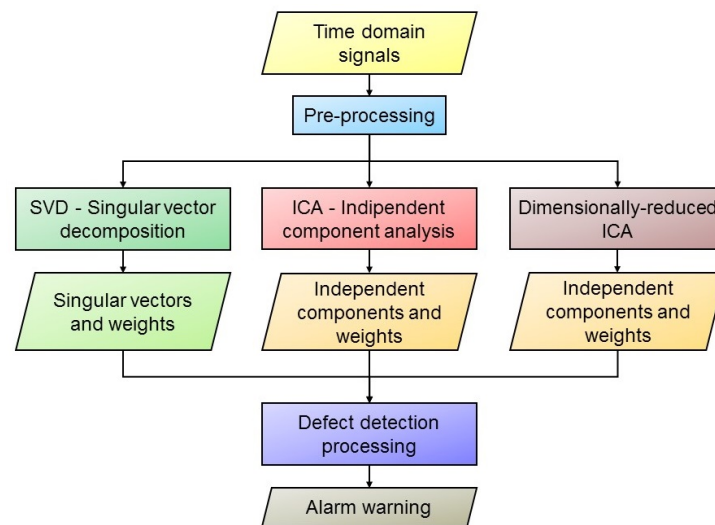 Time domain
signals
Pre-processing
SVD - Singular vector
decomposition
ICA - Indipendent
component analysis
Dimensionally-reduced
ICA
Singular vectors
and weights
Independent
components and
weights
Independent
components and
weights
Defect detection
processing
Alarm warning